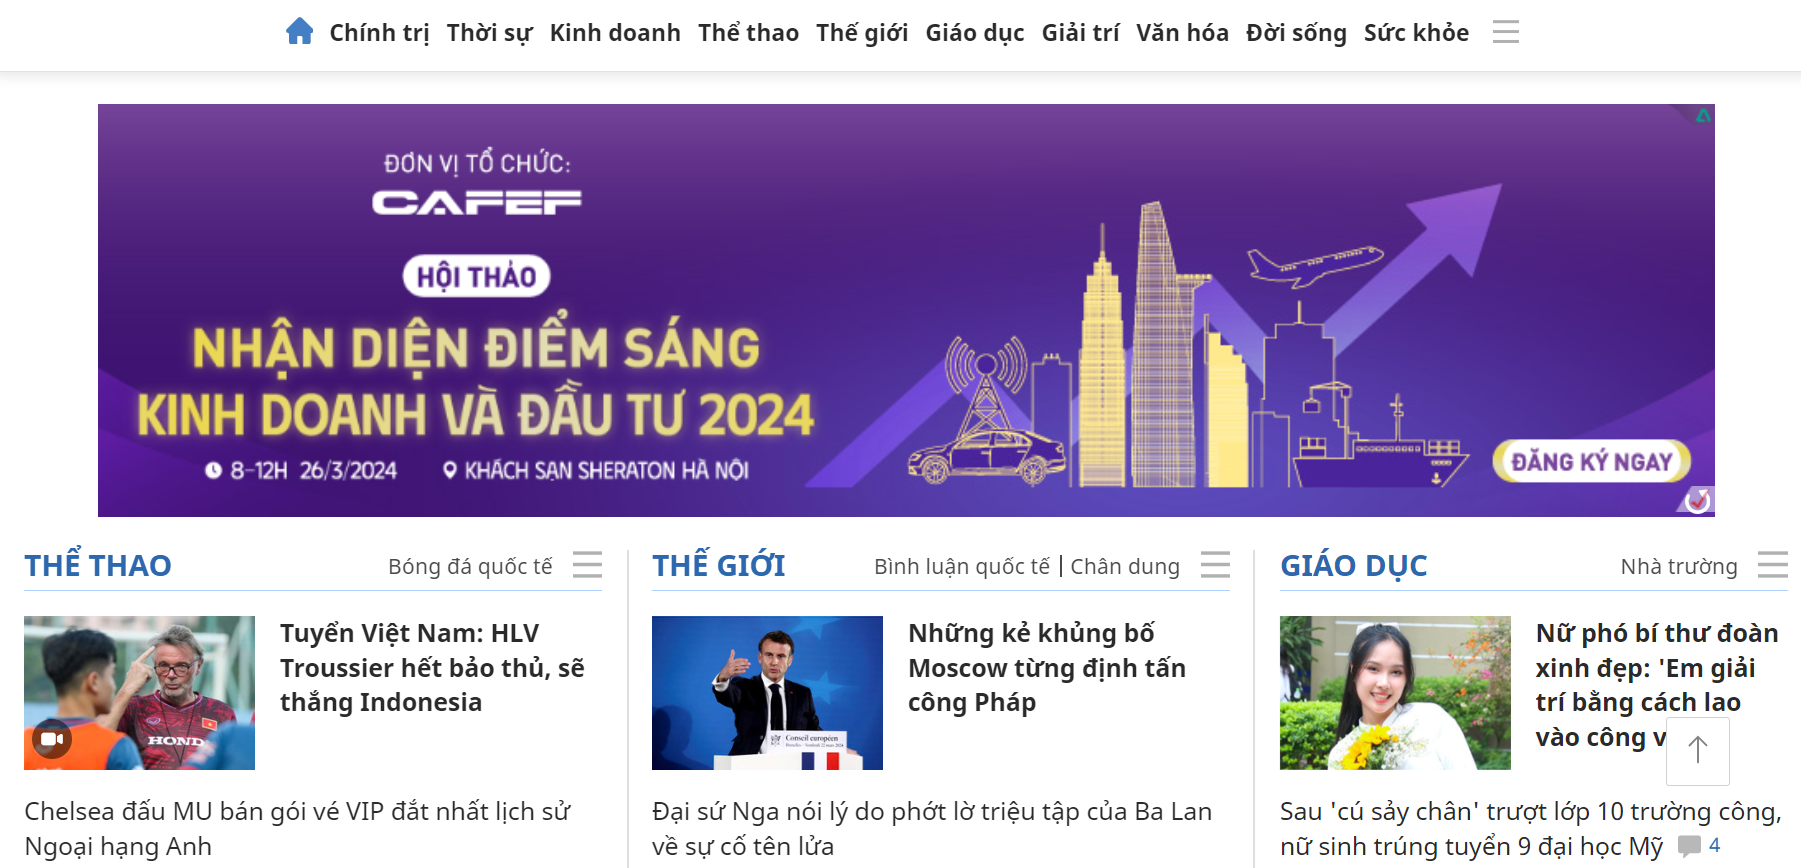 Chính trị Thời sự Kinh doanh Thể thao Thế giới Giáo dục Giải trí Văn hóa Đời sống Sức khỏe
ĐƠN VỊ TỔ CHỨC:
CAFEF
HỘI THẢO
NHẬN DIỆN ĐIỂM SÁNG
KINH DOANH VÀ ĐẦU TƯ 2024
8-12H 26/3/2024 KHÁCH SẠN SHERATON HÀ NỘI
ĐĂNG KÝ NGAY
THỂ THAO Bóng đá quốc tế
Tuyển Việt Nam: HLV
Troussier hết bảo thủ, sẽ
thắng Indonesia
HONDA
Chelsea đấu MU bán gói vé VIP đắt nhất lịch sử
Ngoại hạng Anh
THẾ GIỚI Bình luận quốc tế | Chân dung
Những kẻ khủng bố
Moscow từng định tấn
công Pháp
Conseil européen
Đại sứ Nga nói lý do phớt lờ triệu tập của Ba Lan
về sự cố tên lửa
GIÁO DỤC Nhà trường
Nữ phó bí thư đoàn
xinh đẹp: 'Em giải
trí bằng cách lao
vào công v
Sau 'cú sảy chân' trượt lớp 10 trường công,
nữ sinh trúng tuyển 9 đại học Mỹ 4